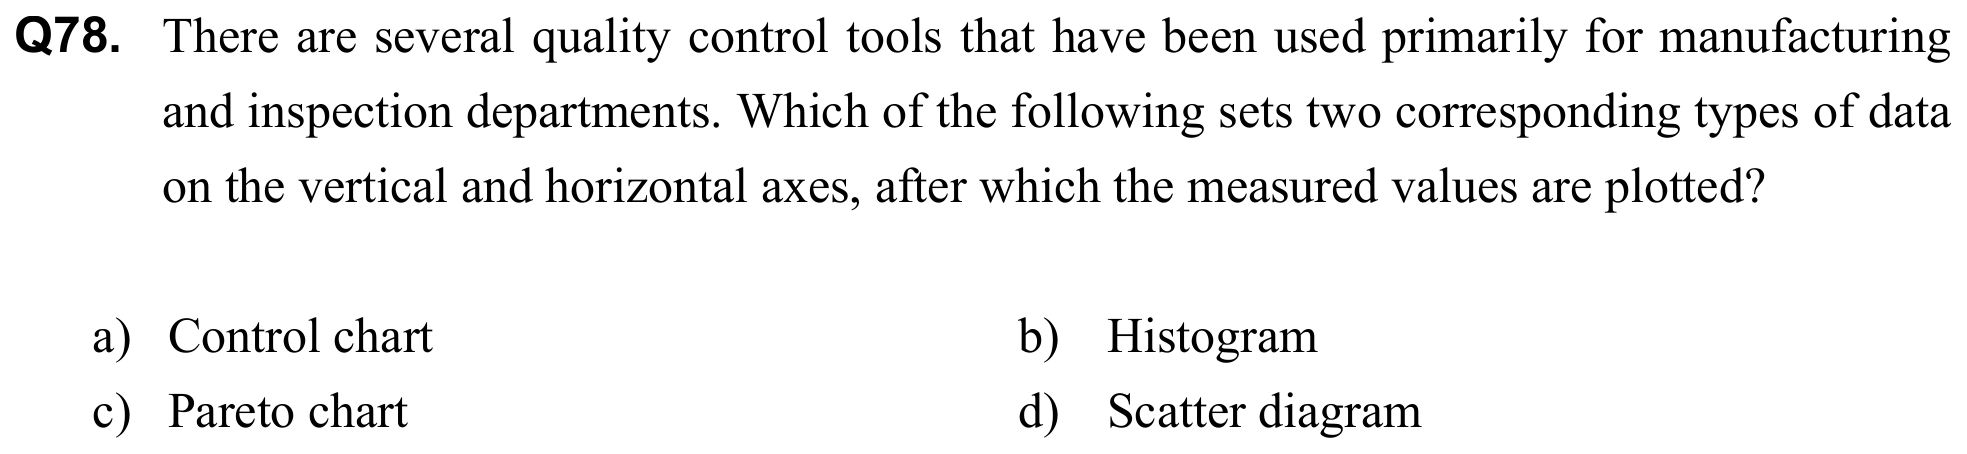 Q78. There are several quality control tools that have been used primarily for manufacturing
and inspection departments. Which of the following sets two corresponding types of data
on the vertical and horizontal axes, after which the measured values are plotted?
a) Control chart b) Histogram
c) Pareto chart d) Scatter diagram